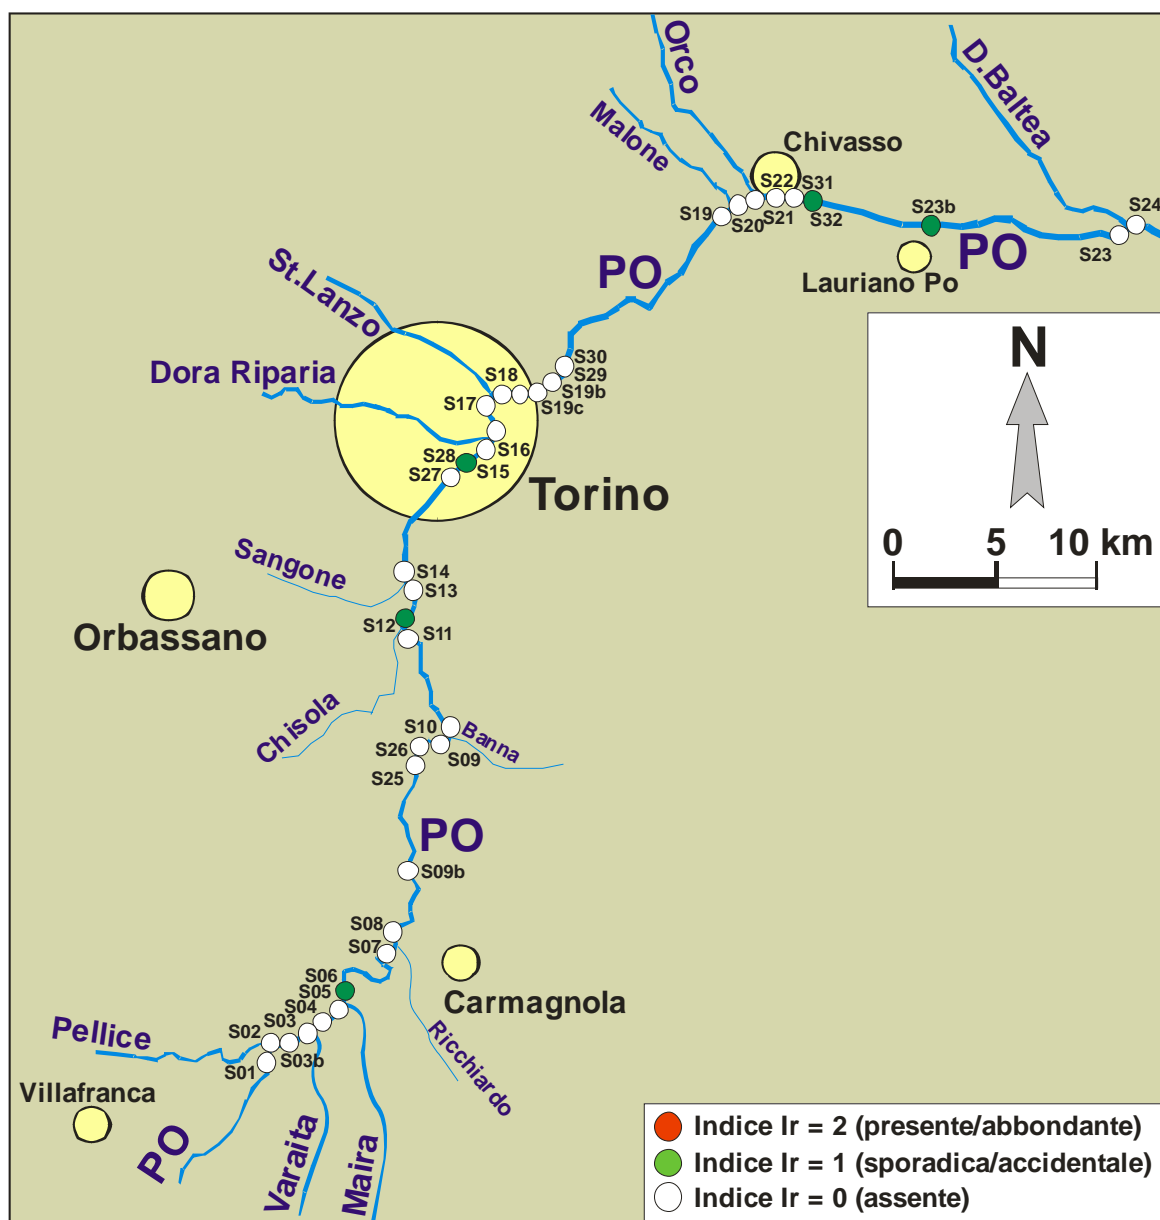 Orco
D.Baltea
Malone
Chivasso
S22
S31
S19
S20
S21
S32
S23b
S24
S23
PO
PO
Lauriano Po
St.Lanzo
Dora Riparia
S30
S29
S18
S19b
S17
S19c
S16
S28
S15
S27
Torino
N
0 5 10 km
Sangone
S14
S13
S12
S11
Orbassano
Chisola
S10
Banna
S26
S09
S25
PO
S09b
S08
S07
S06
S05
S04
S03
S02
S03b
S01
Carmagnola
Pellice
Ricchiardo
Villafranca
PO
Varaita
Maira
Indice Ir = 2 (presente/abbondante)
Indice Ir = 1 (sporadica/accidentale)
Indice Ir = 0 (assente)